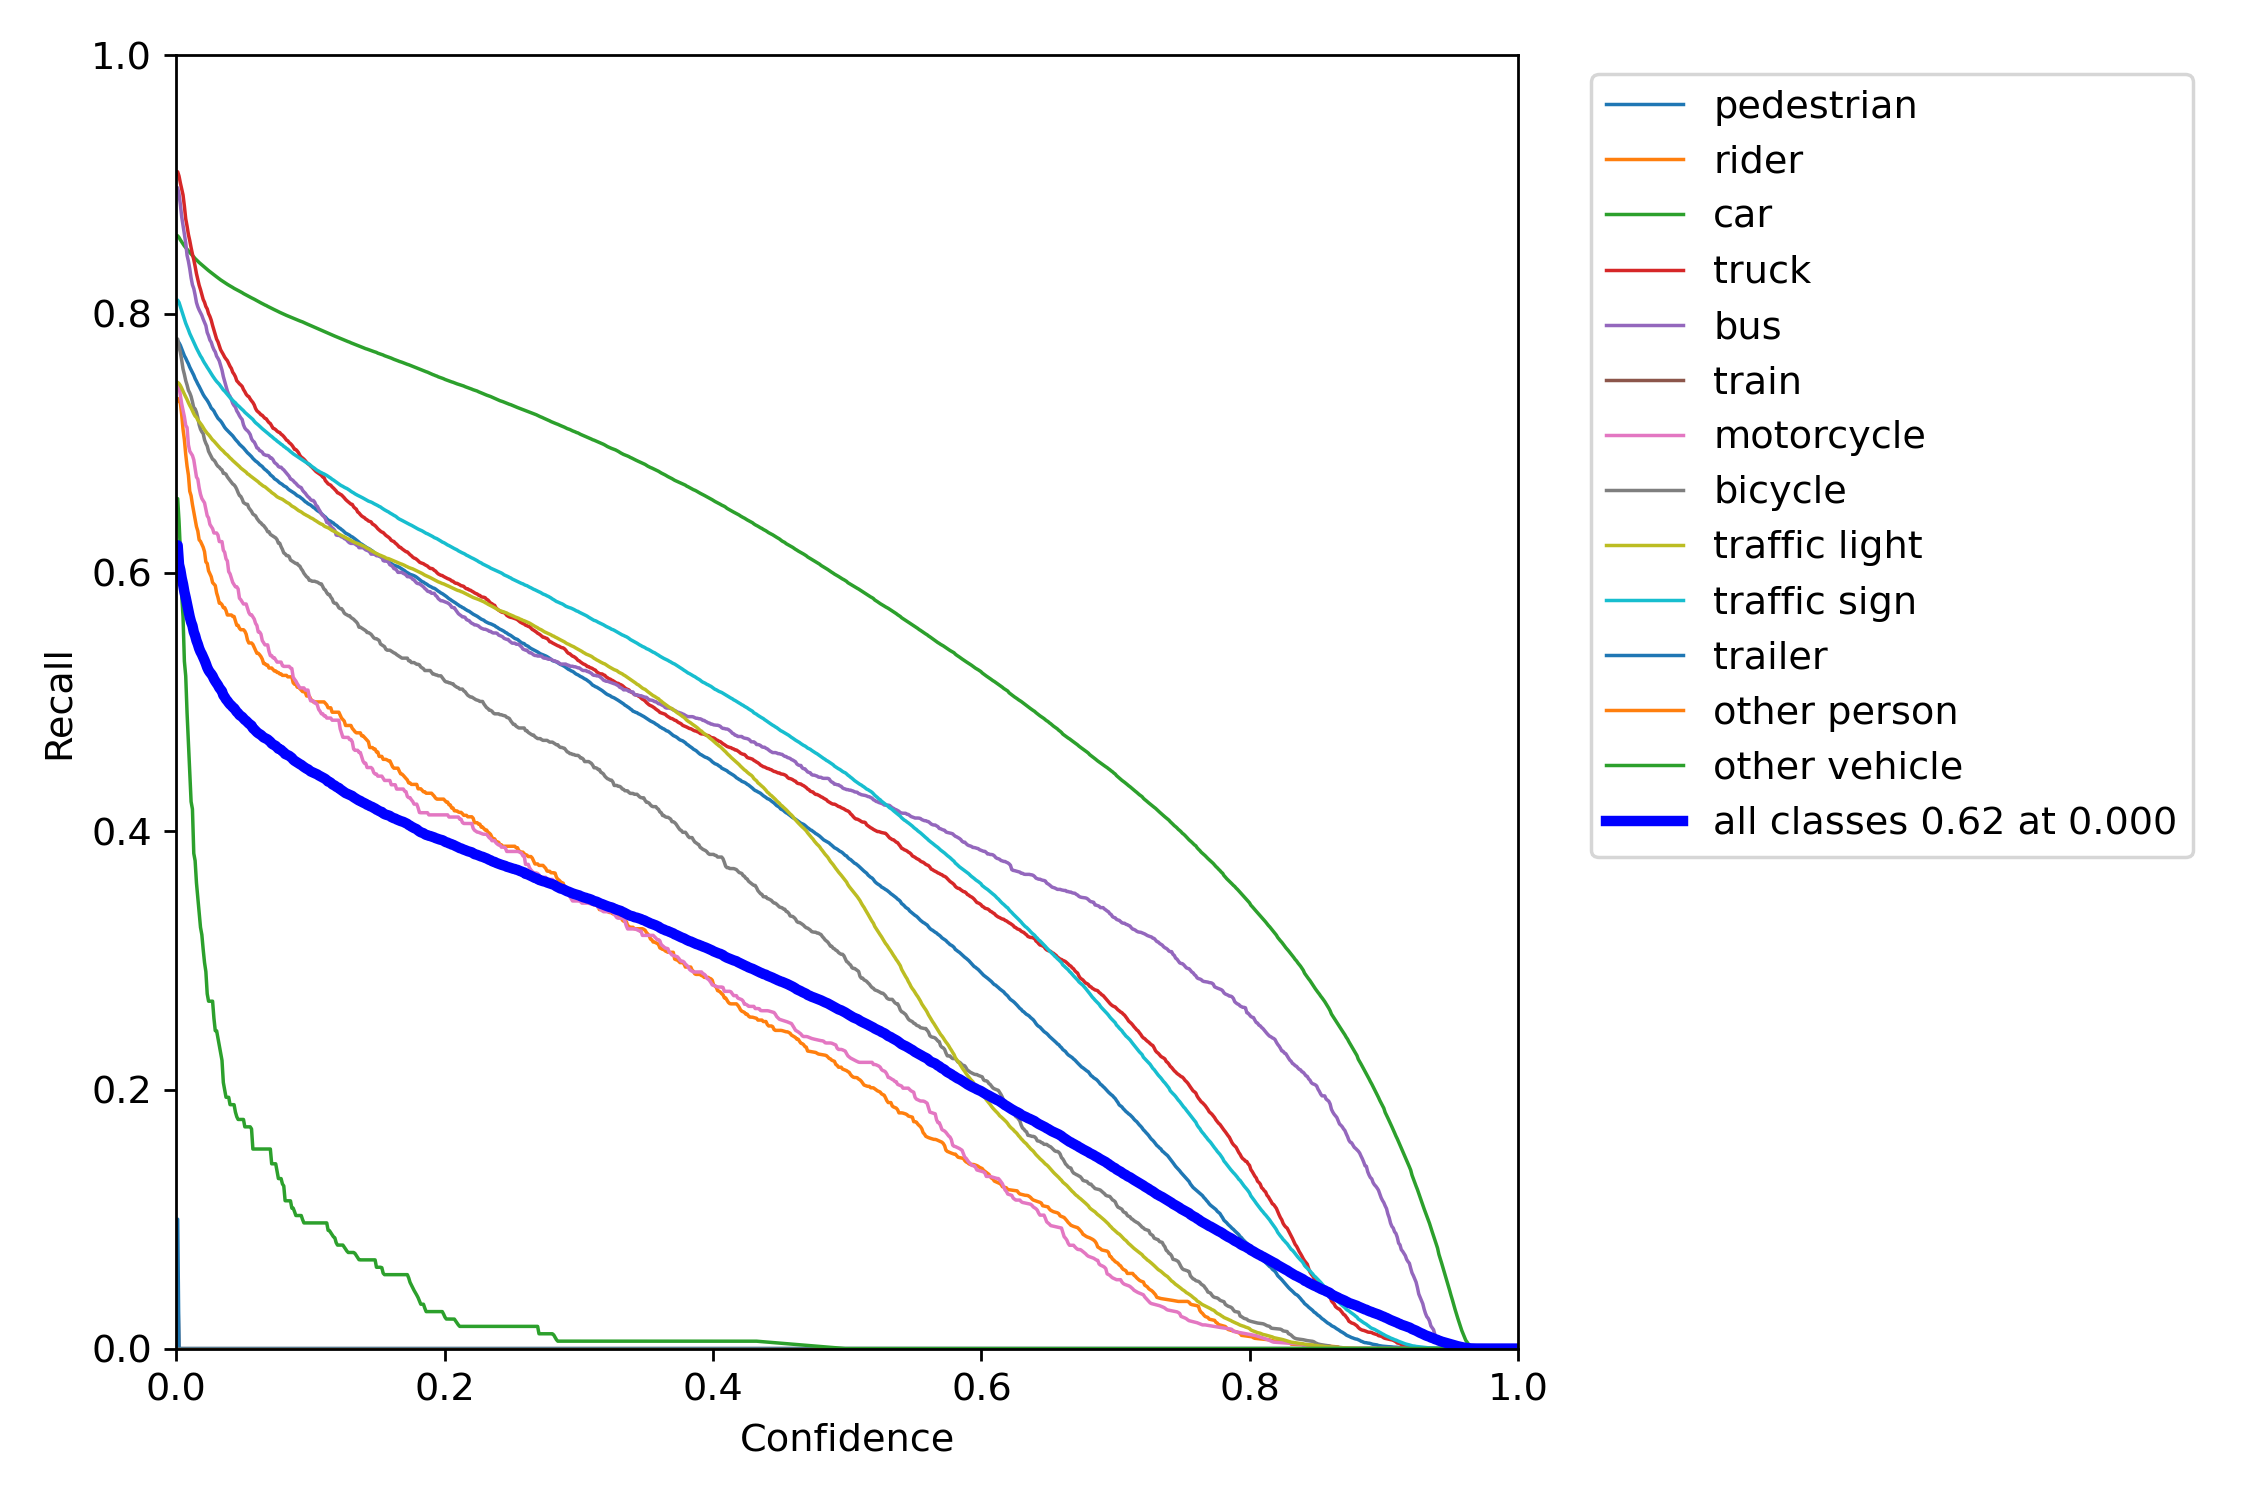 1.0
0.8
0.6
0.4
0.2
0.0
Recall
0.0 0.2 0.4 0.6 0.8 1.0
Confidence
pedestrian
rider
car
truck
bus
train
motorcycle
bicycle
traffic light
traffic sign
trailer
other person
other vehicle
all classes 0.62 at 0.000